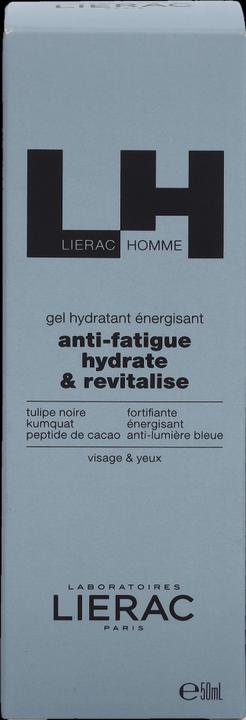 LIERAC
LH
LIERAC HOMME
gel hydratant énergisant
anti-fatigue
hydrate
& revitalise
tulipe noire fortifiante
kumquat énergisant
peptide de cacao anti-lumière bleue
visage & yeux
LABORATOIRES
LIERAC
PARIS
℮50mL